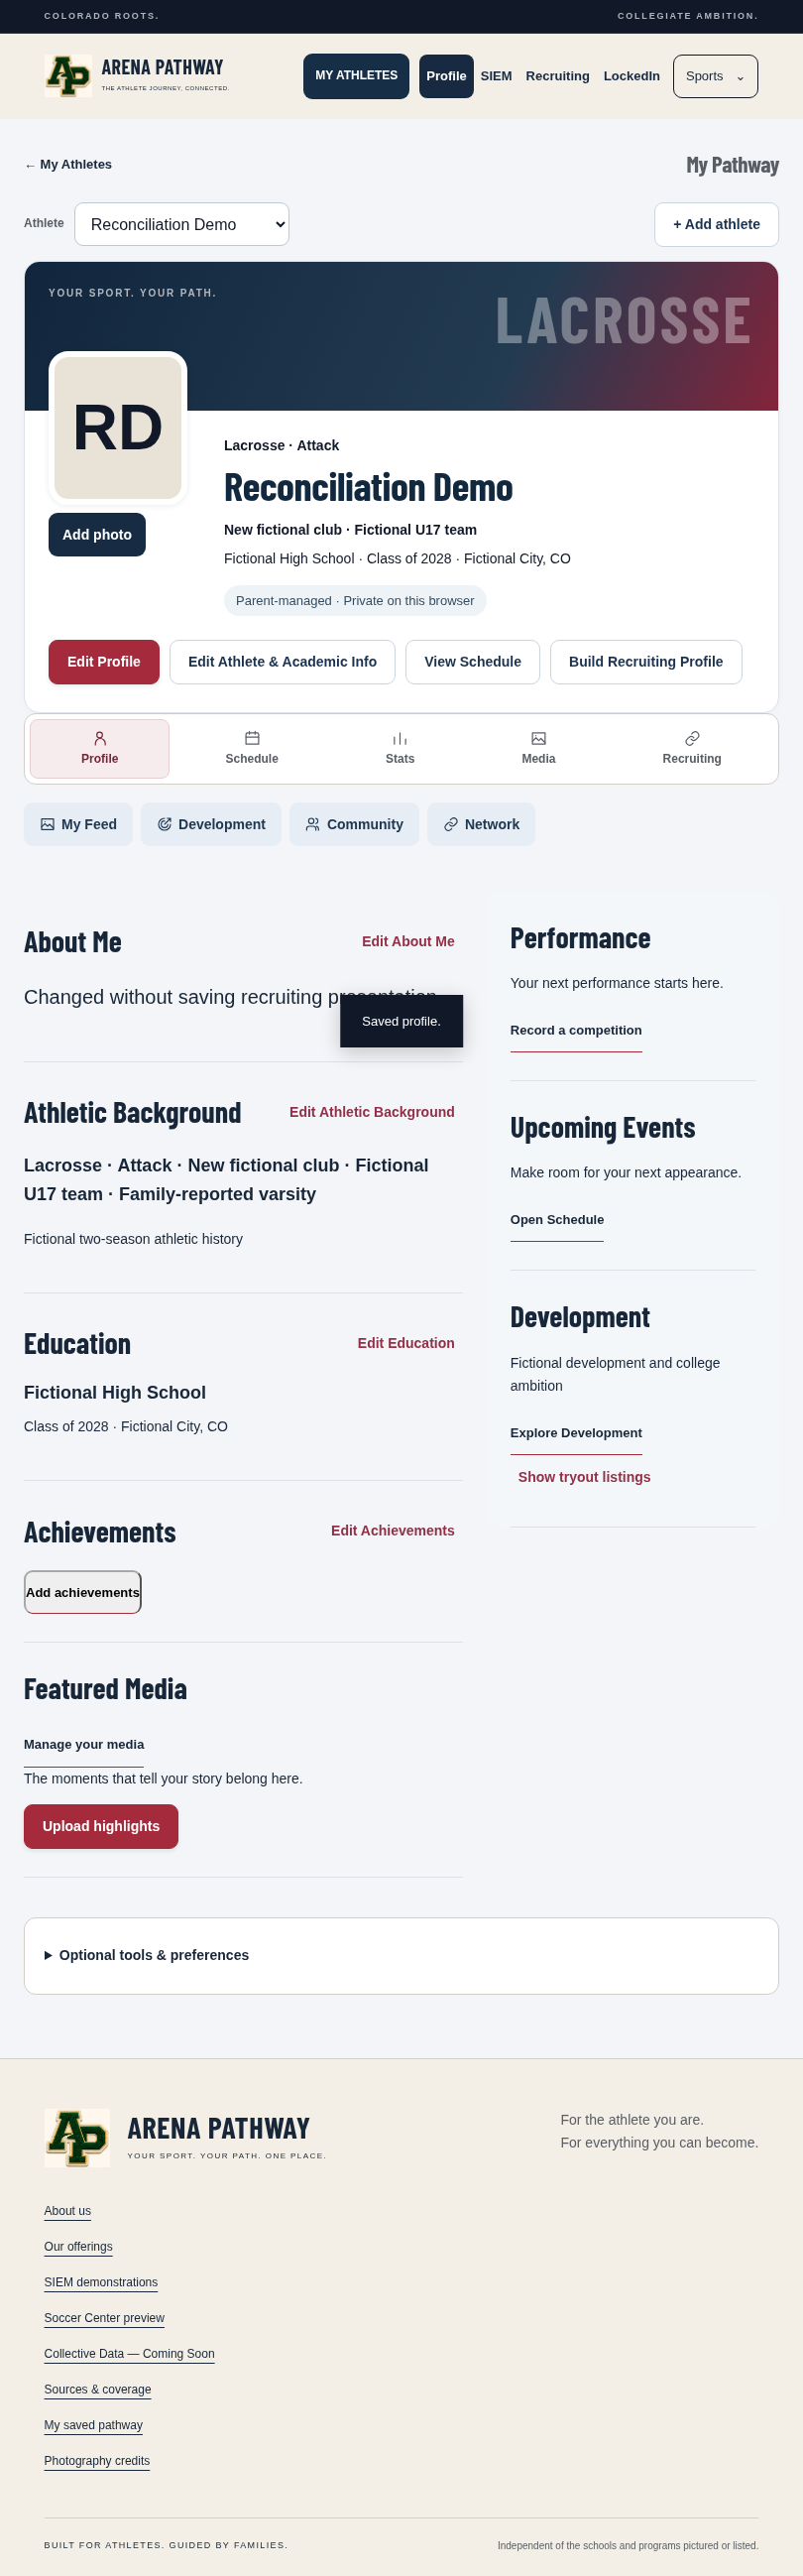 COLORADO ROOTS.
COLLEGIATE AMBITION.
AP
ARENA PATHWAY
THE ATHLETE JOURNEY, CONNECTED.
MY ATHLETES
Profile
SIEM
Recruiting
LockedIn
Sports
← My Athletes
My Pathway
Athlete
Reconciliation Demo
+ Add athlete
YOUR SPORT. YOUR PATH.
LACROSSE
RD
Add photo
Lacrosse · Attack
Reconciliation Demo
New fictional club · Fictional U17 team
Fictional High School · Class of 2028 · Fictional City, CO
Parent-managed · Private on this browser
Edit Profile
Edit Athlete & Academic Info
View Schedule
Build Recruiting Profile
Profile
Schedule
Stats
Media
Recruiting
My Feed
Development
Community
Network
About Me
Edit About Me
Changed without saving recruiting presentation
Saved profile.
Athletic Background
Edit Athletic Background
Lacrosse · Attack · New fictional club · Fictional
U17 team · Family-reported varsity
Fictional two-season athletic history
Education
Edit Education
Fictional High School
Class of 2028 · Fictional City, CO
Achievements
Edit Achievements
Add achievements
Featured Media
Manage your media
The moments that tell your story belong here.
Upload highlights
Performance
Your next performance starts here.
Record a competition
Upcoming Events
Make room for your next appearance.
Open Schedule
Development
Fictional development and college
ambition
Explore Development
Show tryout listings
Optional tools & preferences
AP
ARENA PATHWAY
YOUR SPORT. YOUR PATH. ONE PLACE.
For the athlete you are.
For everything you can become.
About us
Our offerings
SIEM demonstrations
Soccer Center preview
Collective Data — Coming Soon
Sources & coverage
My saved pathway
Photography credits
BUILT FOR ATHLETES. GUIDED BY FAMILIES.
Independent of the schools and programs pictured or listed.